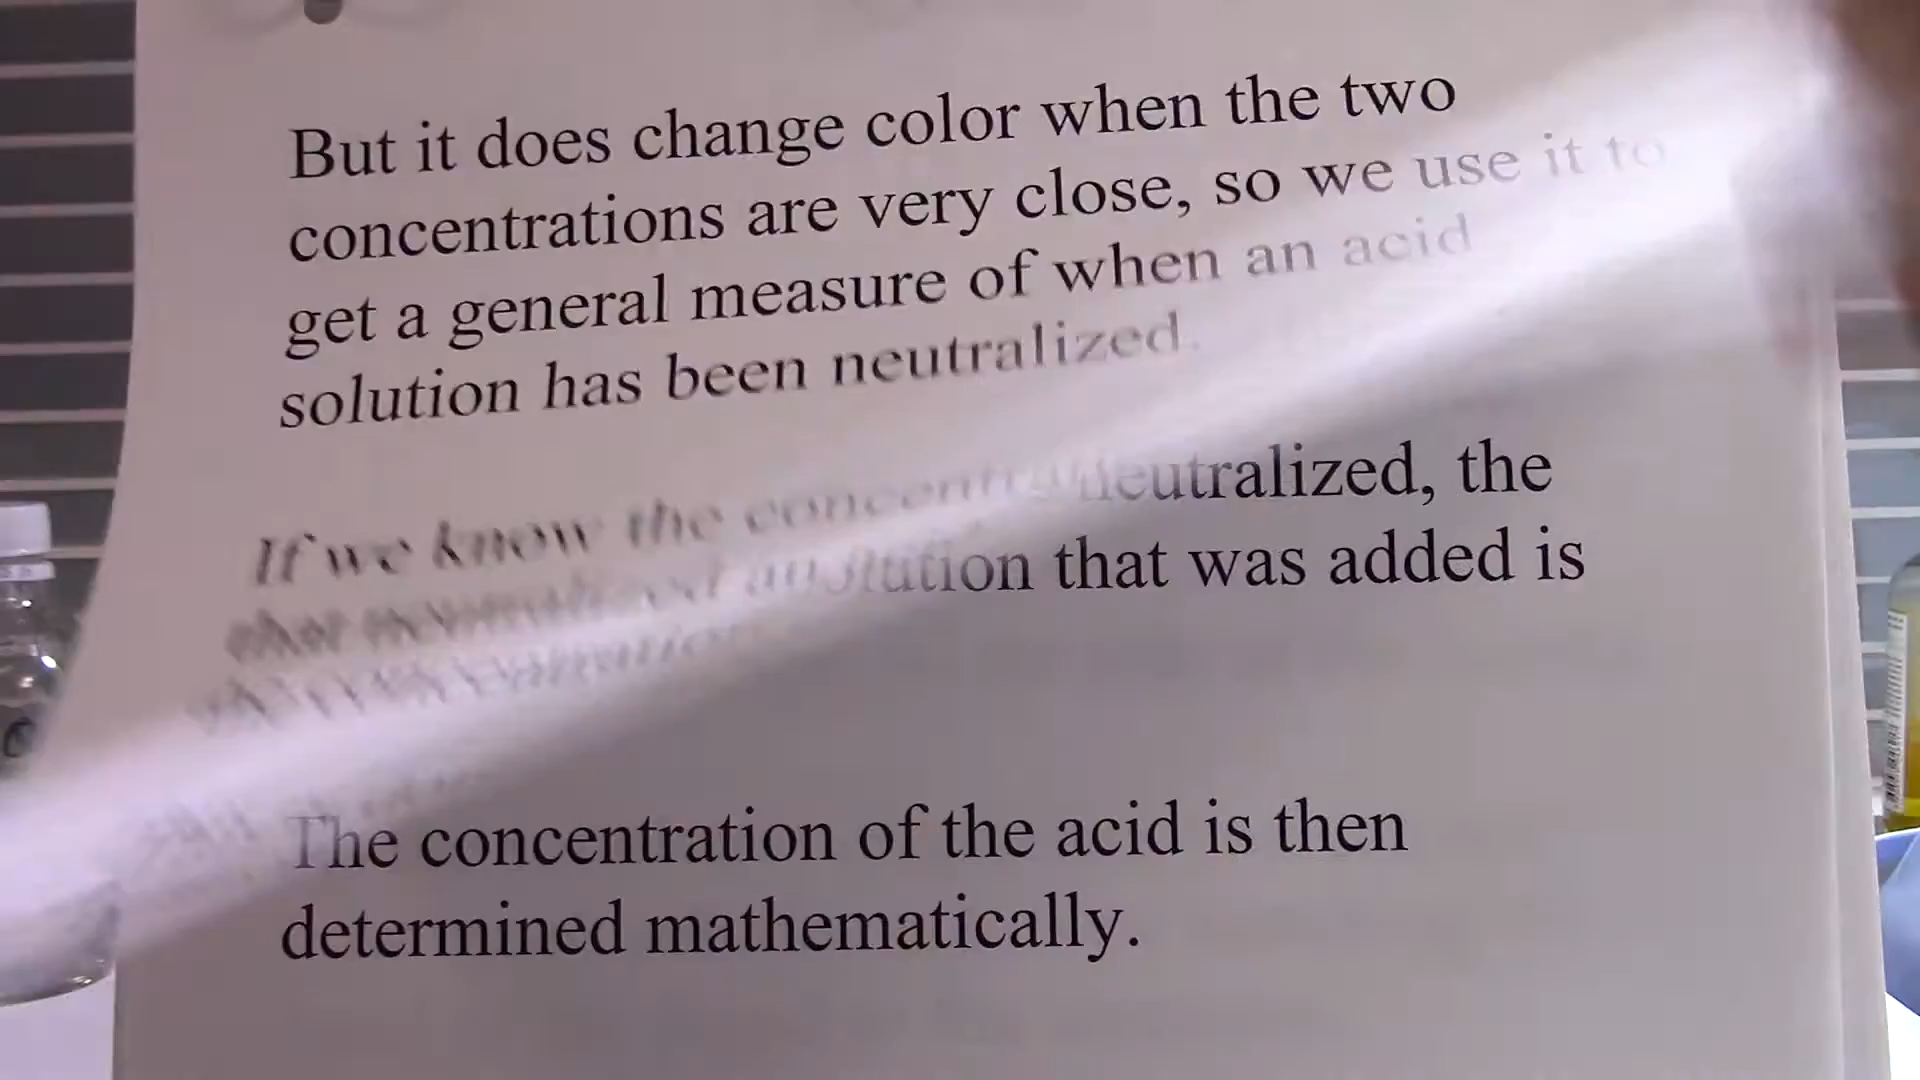 But it does change color when the two
concentrations are very close, so we use it to
get a general measure of when an acid
solution has been neutralized.
If we know the
neutralized, the
that was added is
The concentration of the acid is then
determined mathematically.